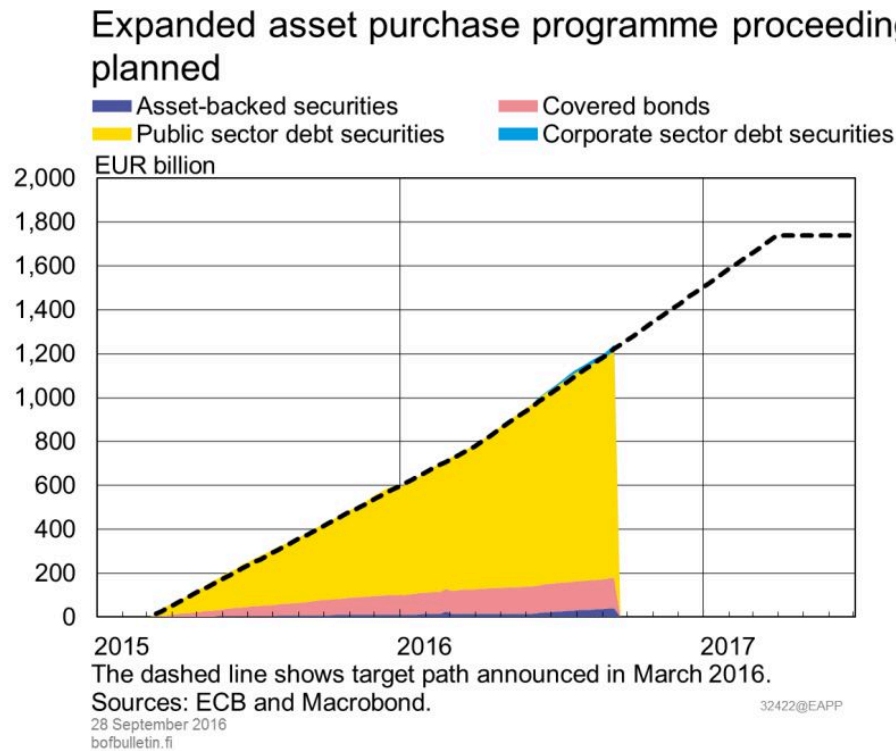 Expanded asset purchase programme proceeding
planned
Asset-backed securities Covered bonds
Public sector debt securities Corporate sector debt securities
EUR billion
2,000
1,800
1,600
1,400
1,200
1,000
800
600
400
200
0
2015 2016 2017
The dashed line shows target path announced in March 2016.
Sources: ECB and Macrobond.
32422@EAPP
28 September 2016
bofbulletin.fi